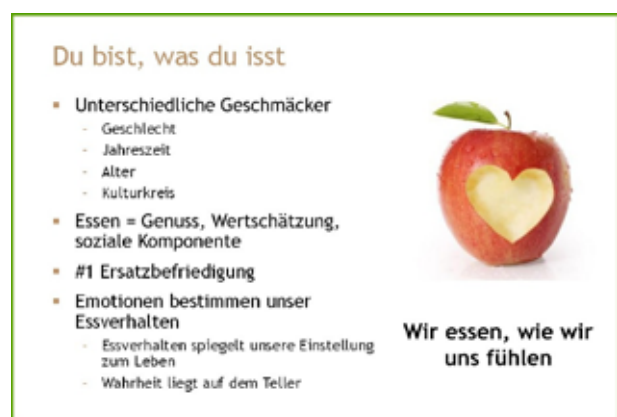 Du bist, was du isst
Unterschiedliche Geschmäcker
- Geschlecht
- Jahreszeit
- Alter
- Kulturkreis
Essen = Genuss, Wertschätzung,
soziale Komponente
#1 Ersatzbefriedigung
Emotionen bestimmen unser
Essverhalten
- Essverhalten spiegelt unsere Einstellung
zum Leben
- Wahrheit liegt auf dem Teller
Wir essen, wie wir
uns fühlen